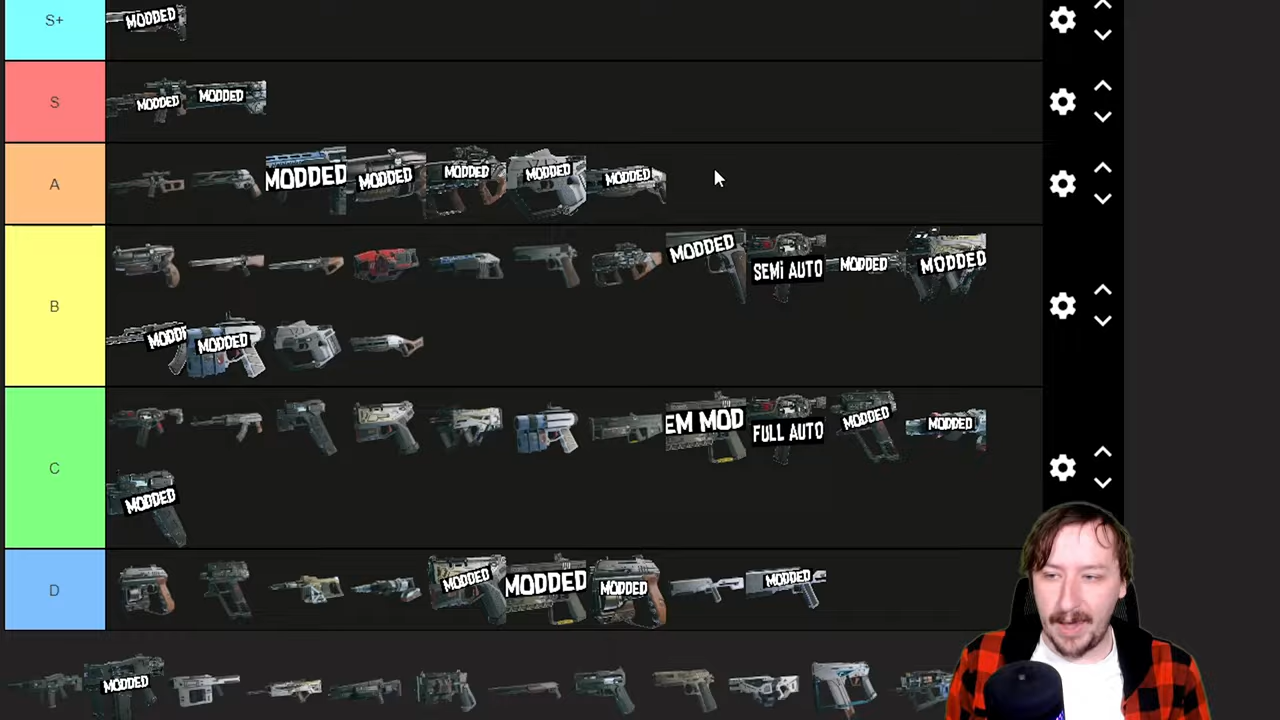 S+ MODDED
S MODDED MODDED
A MODDED MODDED MODDED MODDED MODDED
B MODDED SEMI AUTO MODDED MODDED
MODDED
C EM MOD FULL AUTO MODDED MODDED
MODDED
D MODDED MODDED MODDED MODDED
MODDED